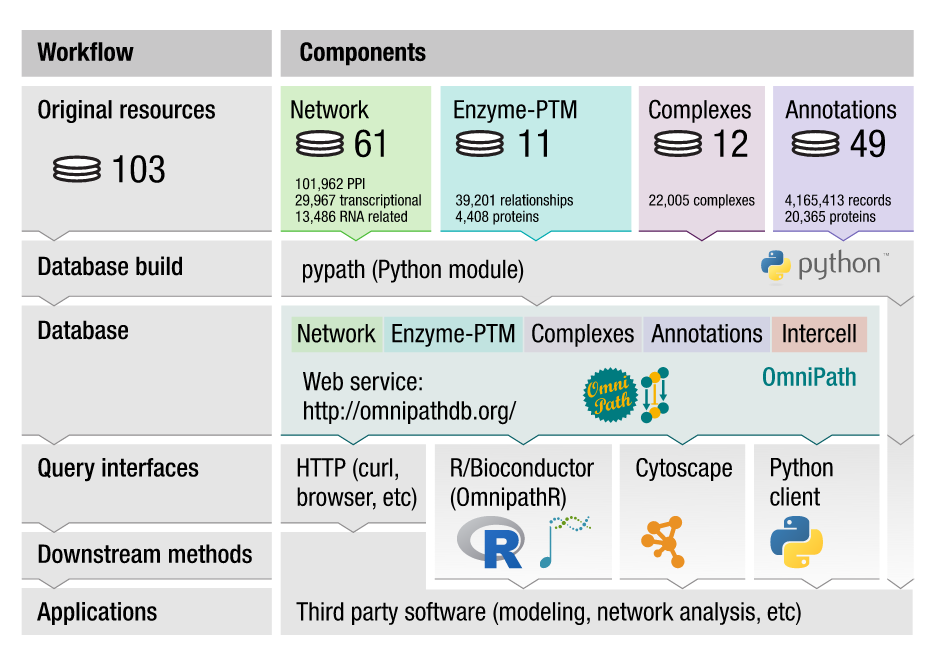 Workflow
Components
Original resources
103
Network
61
101,962 PPI
29,967 transcriptional
13,486 RNA related
Enzyme-PTM
11
39,201 relationships
4,408 proteins
Complexes
12
22,005 complexes
Annotations
49
4,165,413 records
20,365 proteins
Database build
pypath (Python module)
python™
Database
Network
Enzyme-PTM
Complexes
Annotations
Intercell
Web service:
http://omnipathdb.org/
Omni
Path
OmniPath
Query interfaces
HTTP (curl,
browser, etc)
R/Bioconductor
(OmnipathR)
R
Cytoscape
Python
client
Downstream methods
Applications
Third party software (modeling, network analysis, etc)